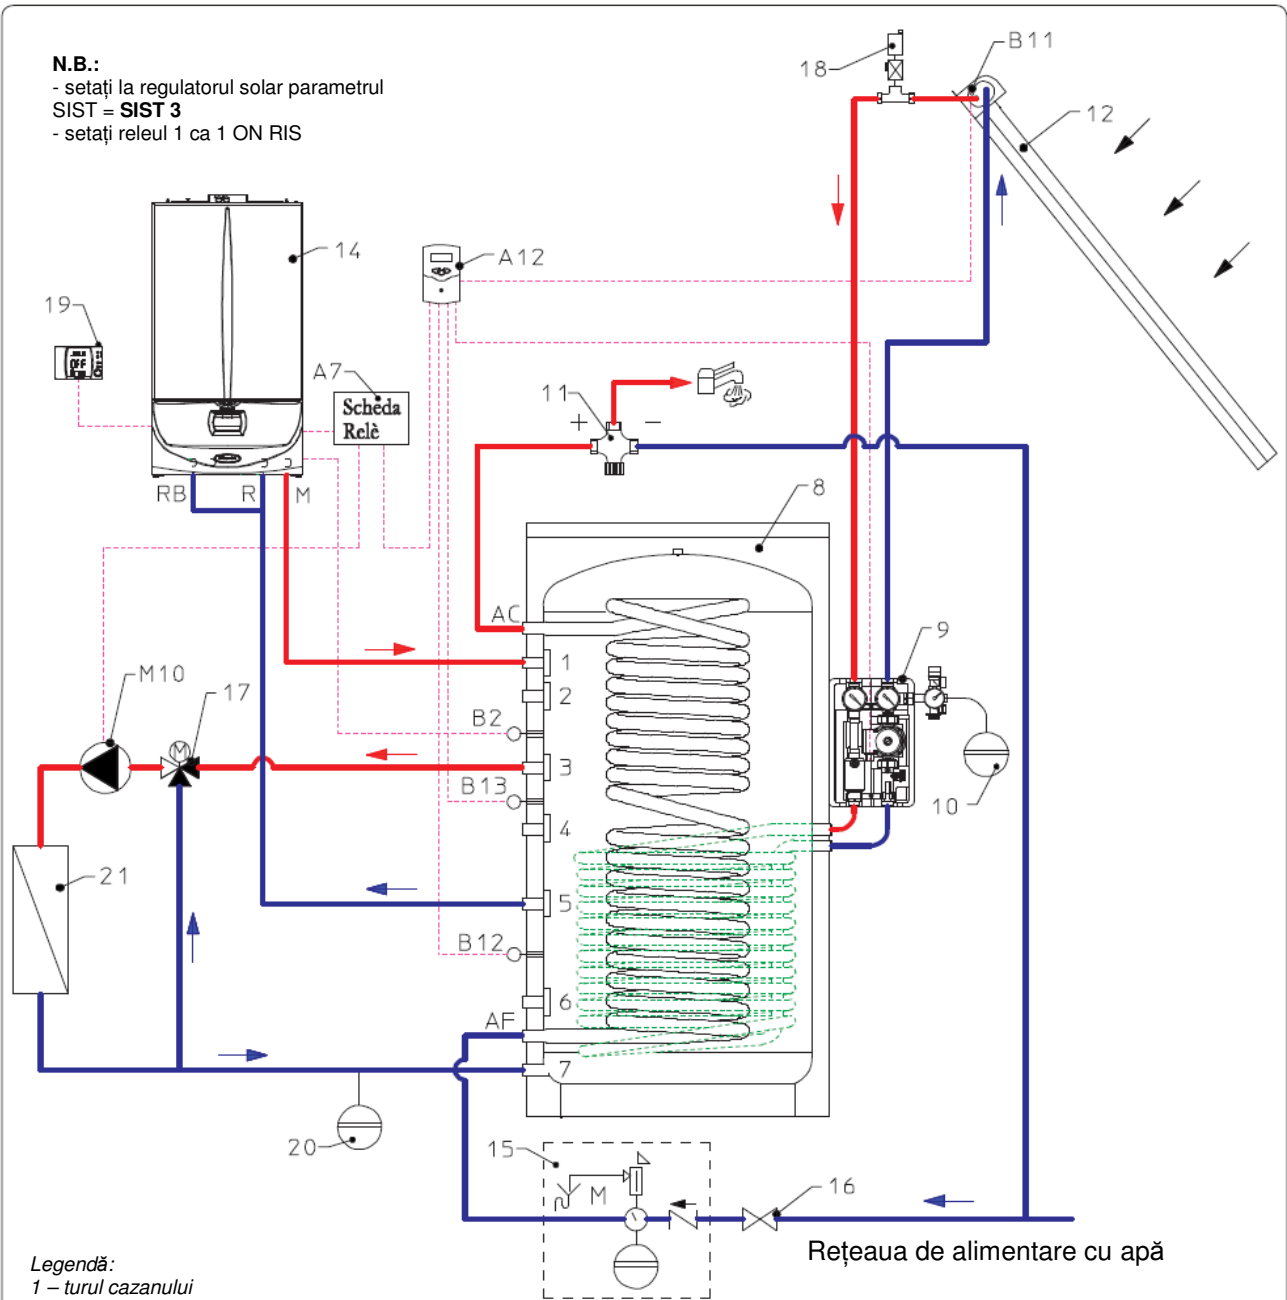 N.B.:
- setați la regulatorul solar parametrul
SIST = SIST 3
- setați releul 1 ca 1 ON RIS
18
B11
12
14
A12
19
OFF
A7
Scheda
Relè
11
+
−
RB
R
M
8
AC
1
2
B2
M10
17
M
3
B13
4
9
10
21
5
B12
6
AF
7
20
15
M
16
Rețeaua de alimentare cu apă
Legendă:
1 – turul cazanului